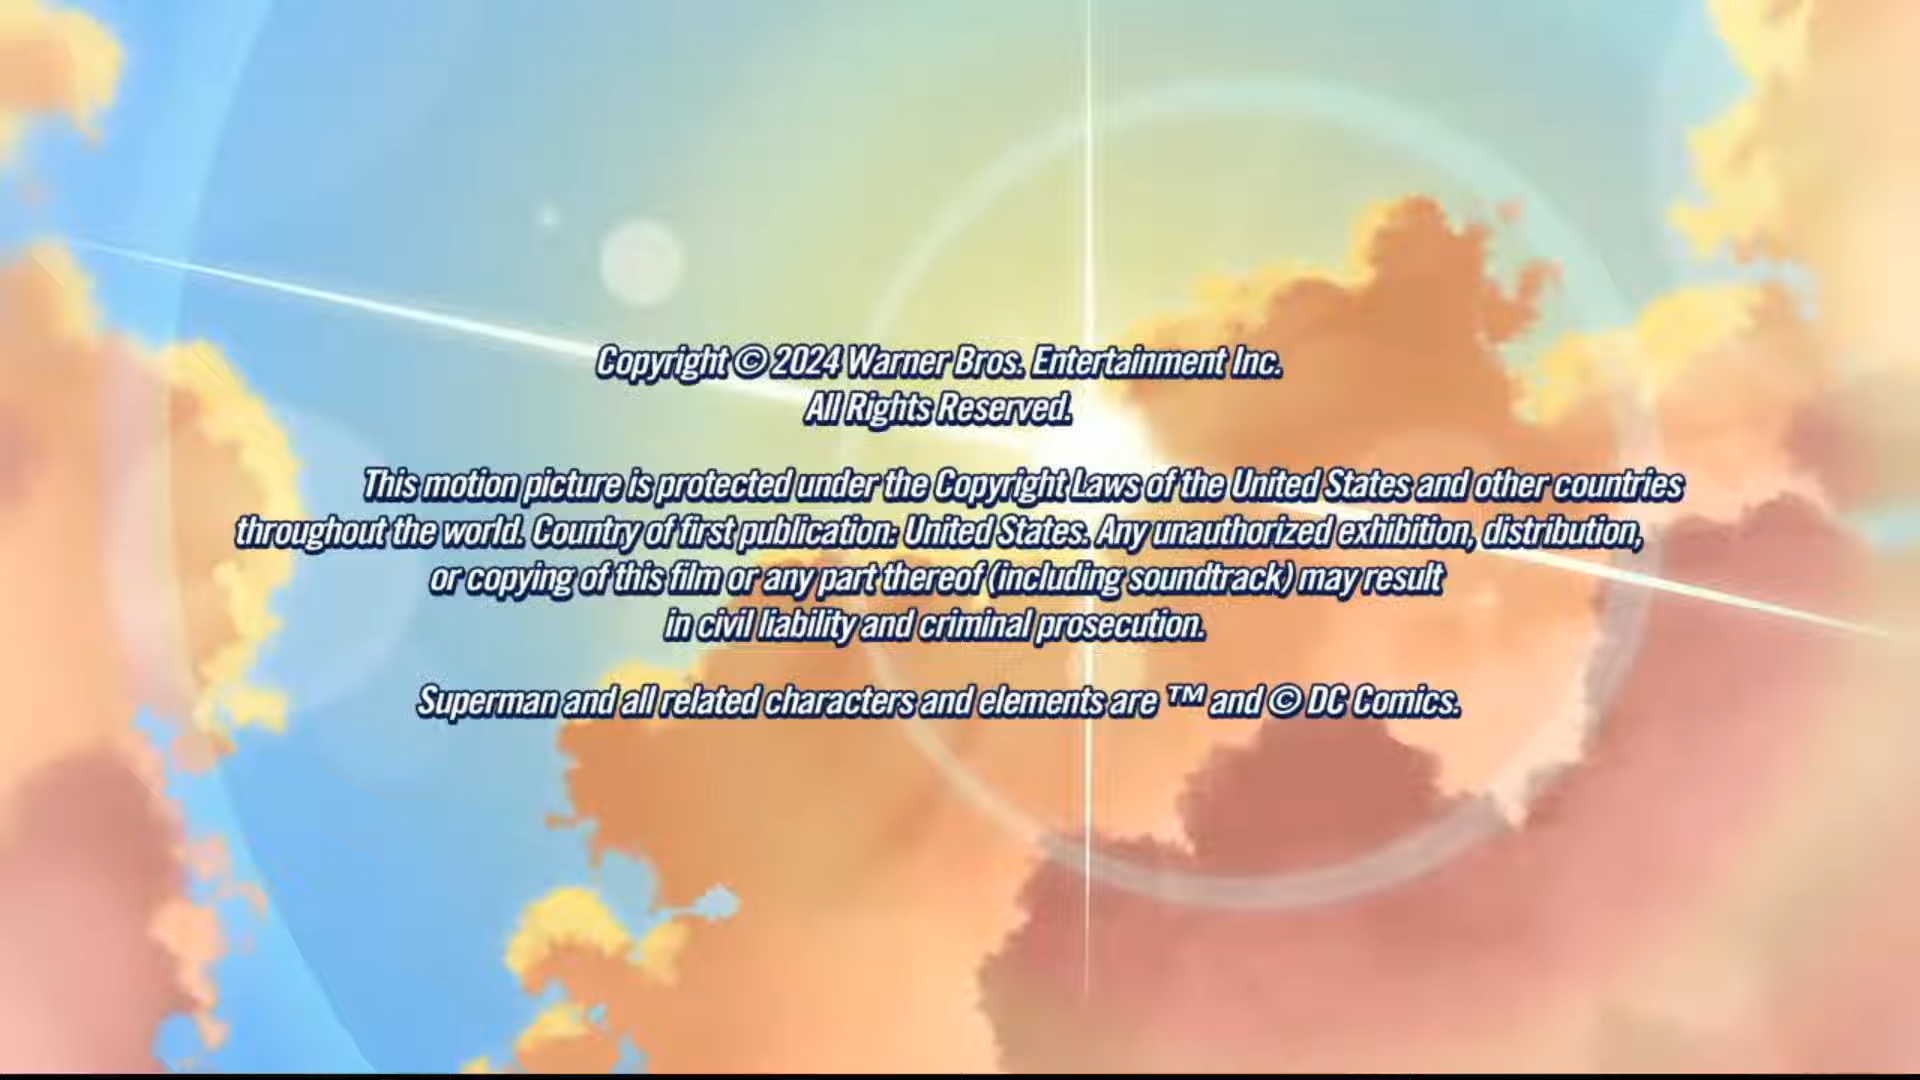 Copyright © 2024 Warner Bros. Entertainment Inc.
All Rights Reserved.
This motion picture is protected under the Copyright Laws of the United States and other countries
throughout the world. Country of first publication: United States. Any unauthorized exhibition, distribution,
or copying of this film or any part thereof (including soundtrack) may result
in civil liability and criminal prosecution.
Superman and all related characters and elements are ™ and © DC Comics.